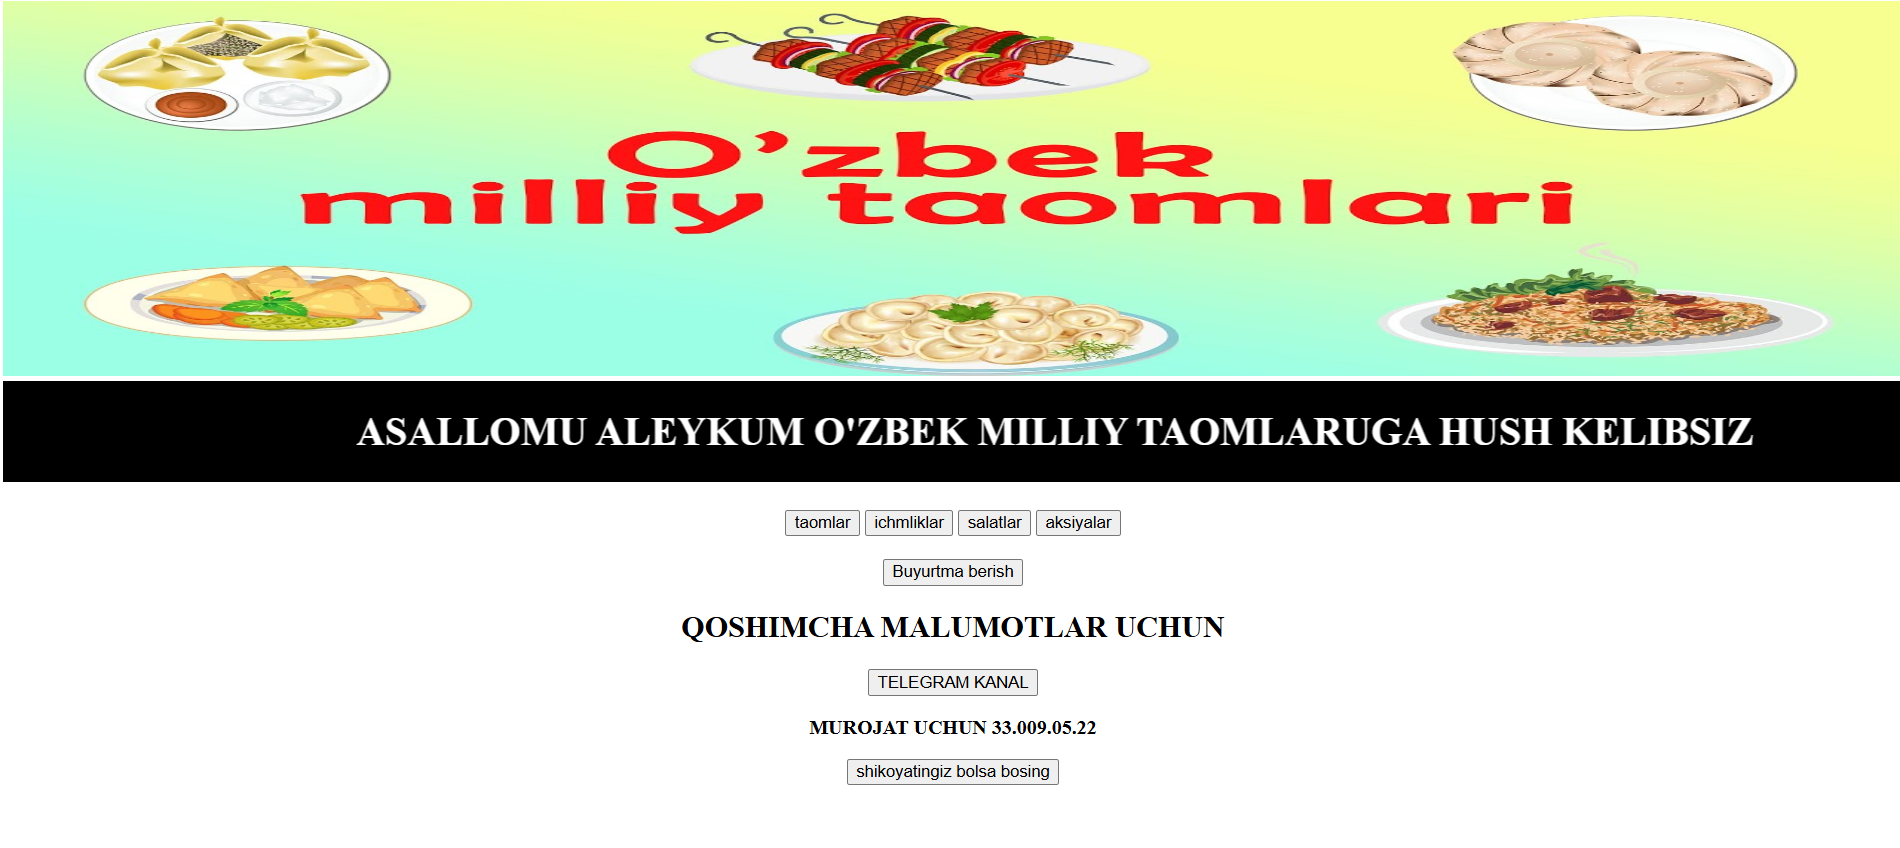 O’zbek
milliy taomlari
ASALLOMU ALEYKUM O'ZBEK MILLIY TAOMLARUGA HUSH KELIBSIZ
taomlar ichmliklar salatlar aksiyalar
Buyurtma berish
QOSHIMCHA MALUMOTLAR UCHUN
TELEGRAM KANAL
MUROJAT UCHUN 33.009.05.22
shikoyatingiz bolsa bosing